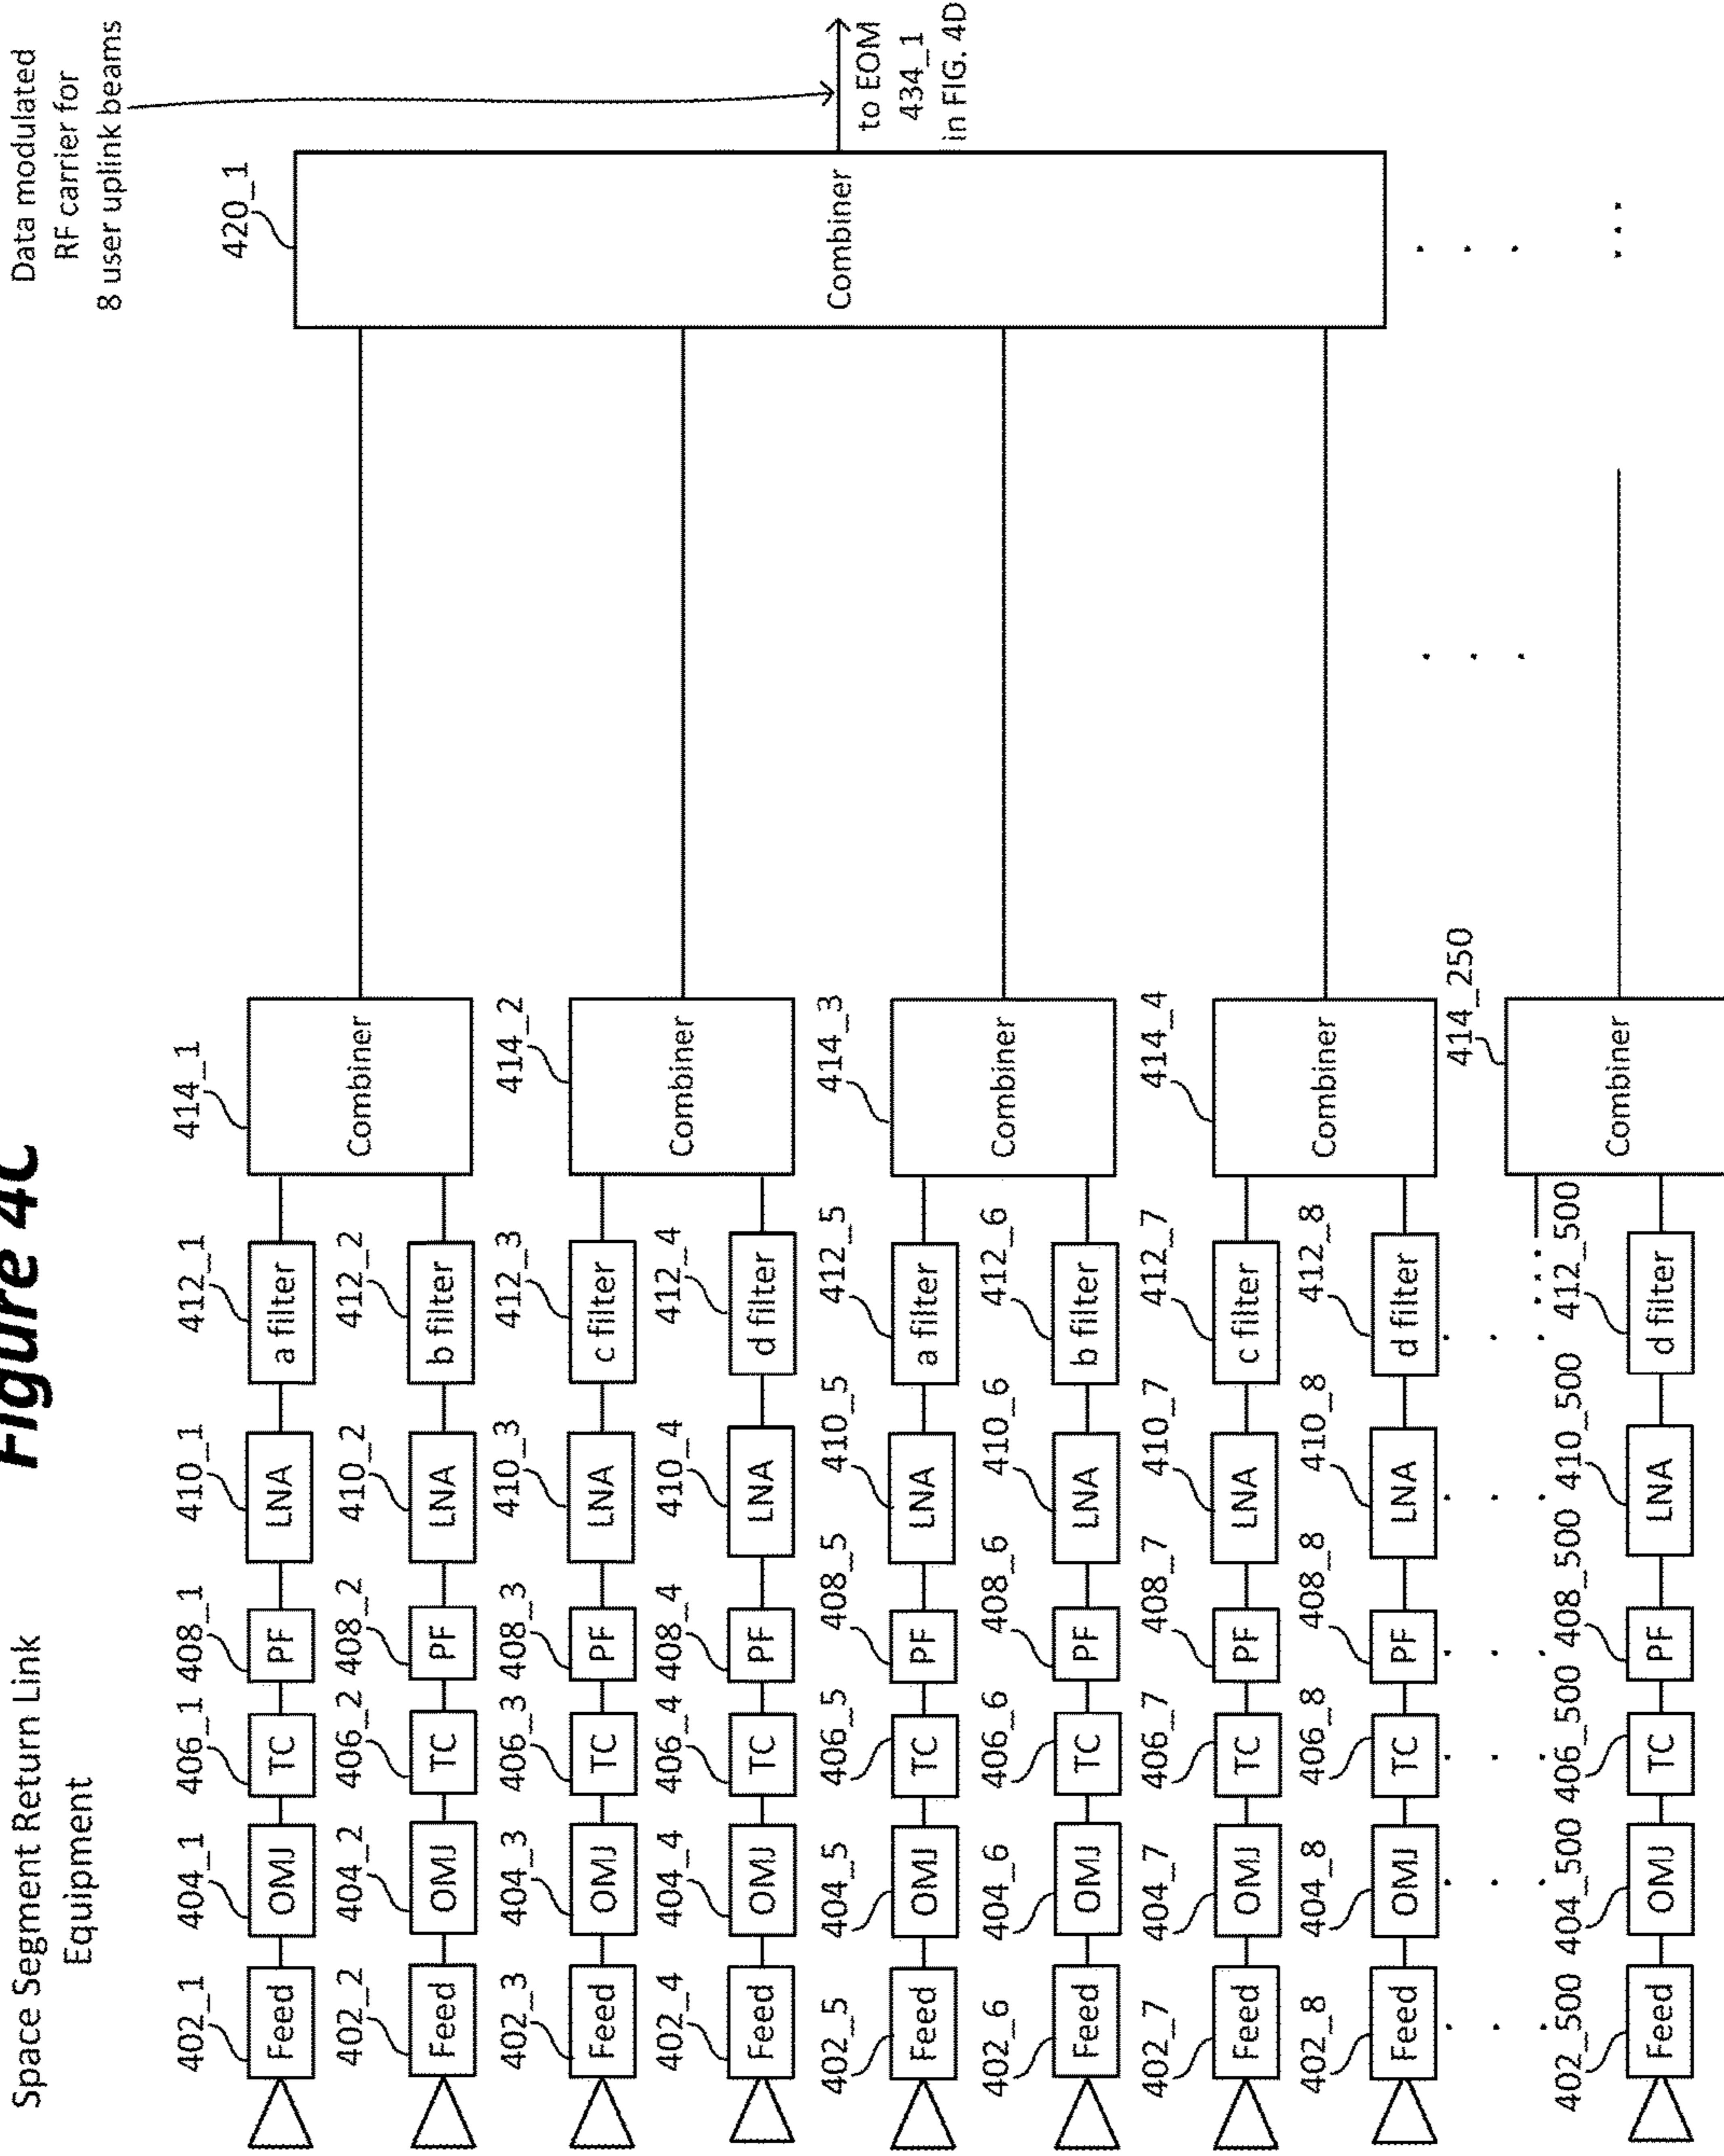 Space Segment Return Link
Equipment
Figure 4C
Data modulated
RF carrier for
8 user uplink beams
402_1
404_1
406_1
408_1
410_1
412_1
414_1
420_1
Feed
OMJ
TC
PF
LNA
a filter
Combiner
402_2
404_2
406_2
408_2
410_2
412_2
Feed
OMJ
TC
PF
LNA
b filter
402_3
404_3
406_3
408_3
410_3
412_3
414_2
Feed
OMJ
TC
PF
LNA
c filter
Combiner
402_4
404_4
406_4
408_4
410_4
412_4
Feed
OMJ
TC
PF
LNA
d filter
Combiner
to EOM
434_1
in FIG. 4D
402_5
404_5
406_5
408_5
410_5
412_5
414_3
Feed
OMJ
TC
PF
LNA
a filter
Combiner
402_6
404_6
406_6
408_6
410_6
412_6
Feed
OMJ
TC
PF
LNA
b filter
402_7
404_7
406_7
408_7
410_7
412_7
414_4
Feed
OMJ
TC
PF
LNA
c filter
Combiner
402_8
404_8
406_8
408_8
410_8
412_8
Feed
OMJ
TC
PF
LNA
d filter
414_250
402_500
404_500
406_500
408_500
410_500
412_500
Feed
OMJ
TC
PF
LNA
d filter
Combiner